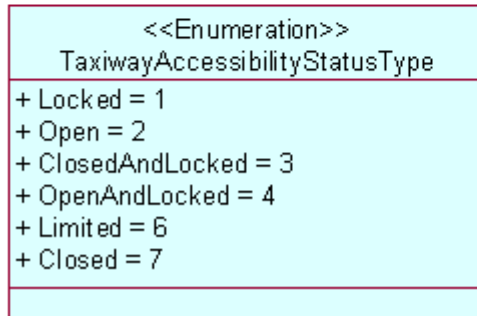 <<Enumeration>>
TaxiwayAccessibilityStatusType
+ Locked = 1
+ Open = 2
+ ClosedAndLocked = 3
+ OpenAndLocked = 4
+ Limited = 6
+ Closed = 7